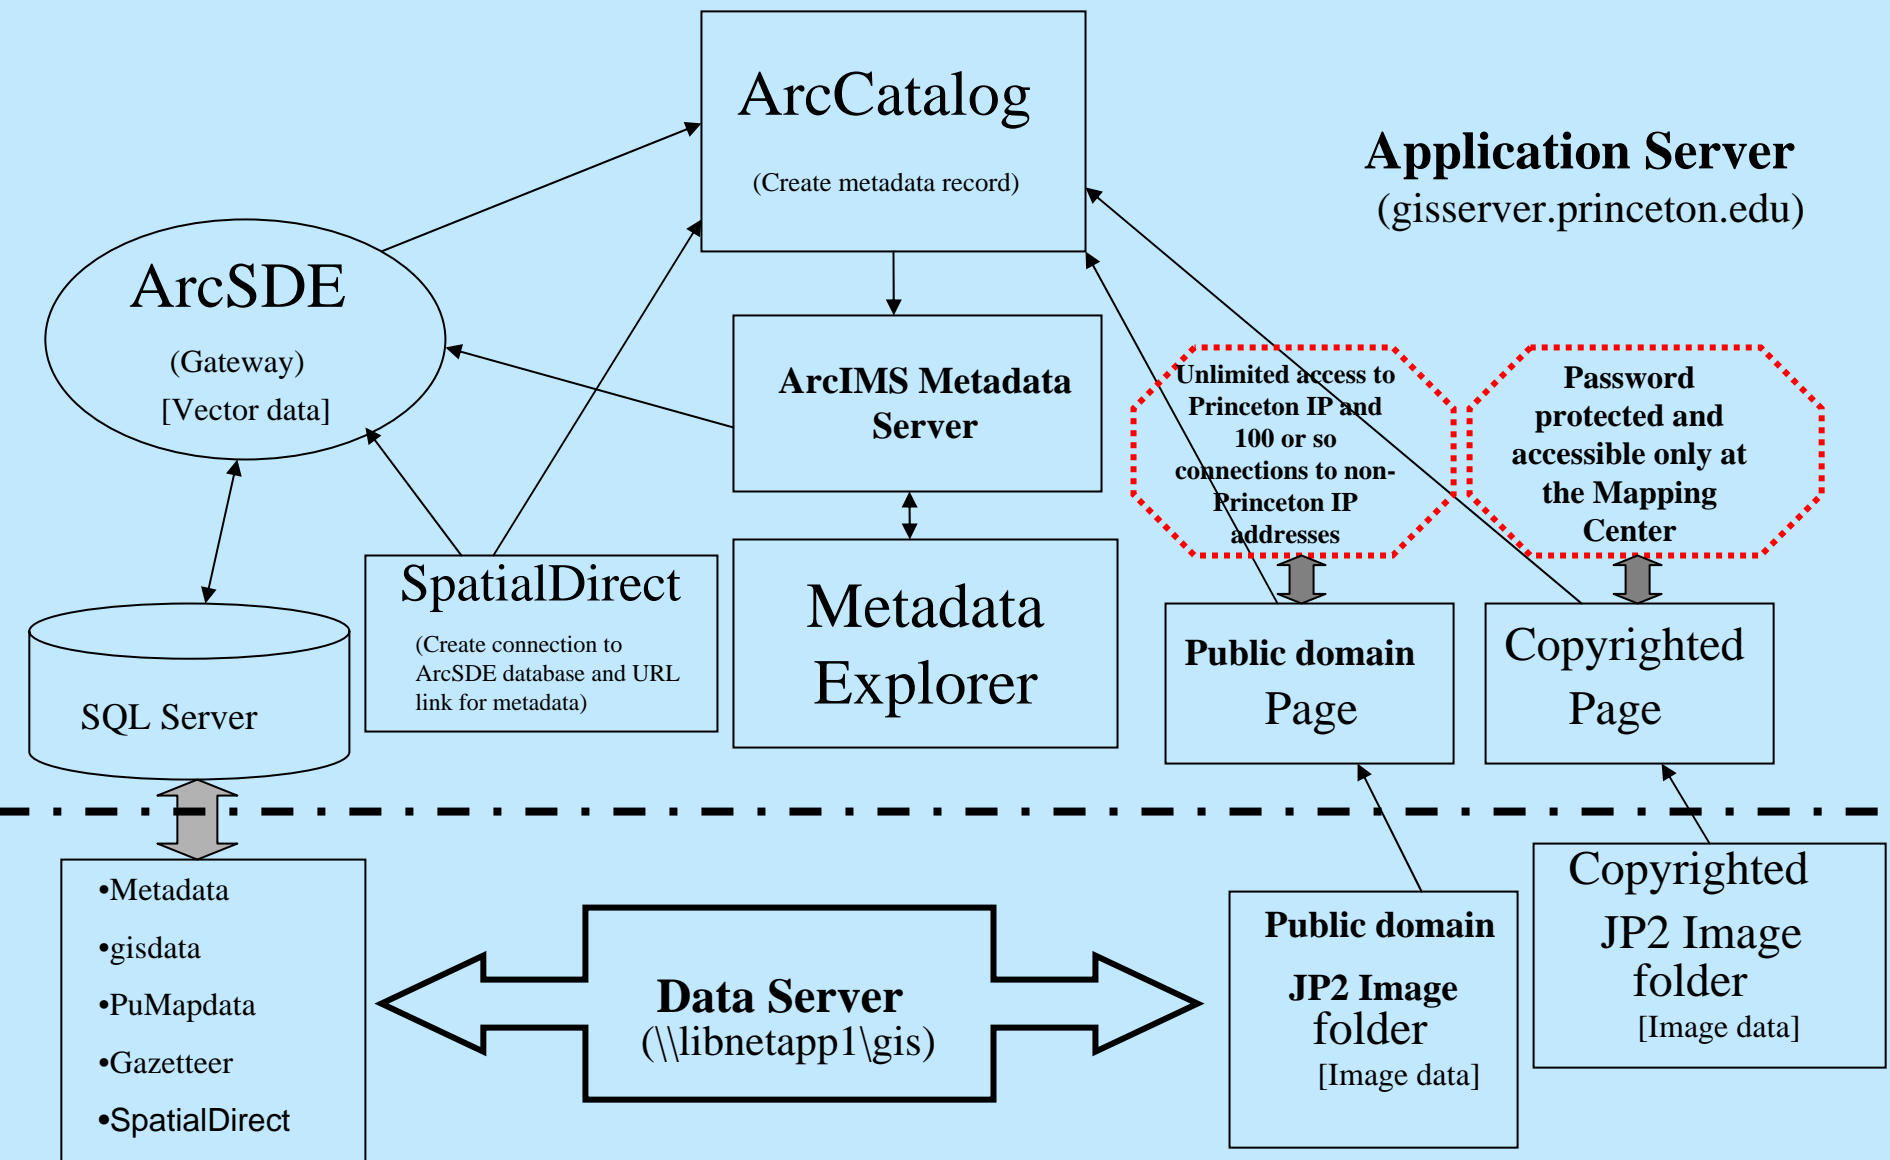 ArcCatalog
(Create metadata record)
Application Server
(gisserver.princeton.edu)
ArcSDE
(Gateway)
[Vector data]
ArcIMS Metadata
Server
Unlimited access to
Princeton IP and
100 or so
connections to non-
Princeton IP
addresses
Password
protected and
accessible only at
the Mapping
Center
SpatialDirect
(Create connection to
ArcSDE database and URL
link for metadata)
Metadata
Explorer
Public domain
Page
Copyrighted
Page
SQL Server
•Metadata
•gisdata
•PuMapdata
•Gazetteer
•SpatialDirect
Data Server
(\\libnetapp1\gis)
Public domain
JP2 Image
folder
[Image data]
Copyrighted
JP2 Image
folder
[Image data]